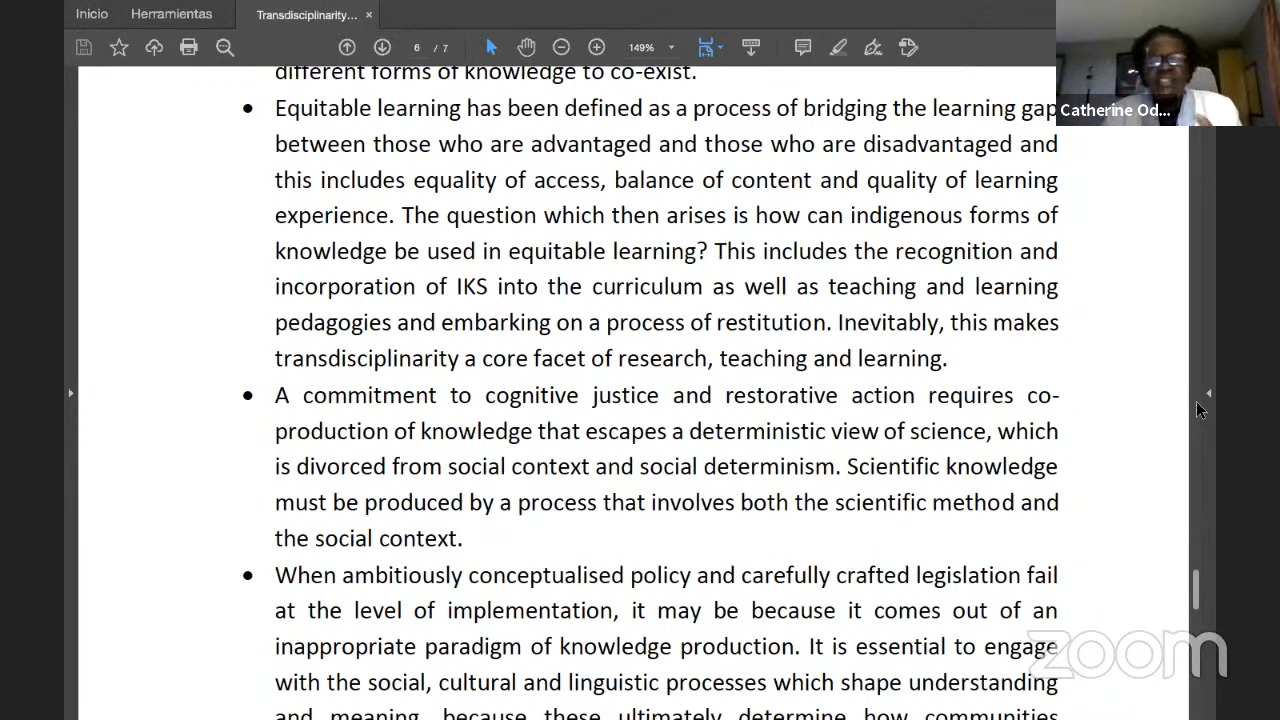 Inicio
Herramientas
Transdisciplinarity...
×
6 / 7
149%
Catherine Od...
different forms of knowledge to co-exist.
• Equitable learning has been defined as a process of bridging the learning gap
between those who are advantaged and those who are disadvantaged and
this includes equality of access, balance of content and quality of learning
experience. The question which then arises is how can indigenous forms of
knowledge be used in equitable learning? This includes the recognition and
incorporation of IKS into the curriculum as well as teaching and learning
pedagogies and embarking on a process of restitution. Inevitably, this makes
transdisciplinarity a core facet of research, teaching and learning.
• A commitment to cognitive justice and restorative action requires co-
production of knowledge that escapes a deterministic view of science, which
is divorced from social context and social determinism. Scientific knowledge
must be produced by a process that involves both the scientific method and
the social context.
• When ambitiously conceptualised policy and carefully crafted legislation fail
at the level of implementation, it may be because it comes out of an
inappropriate paradigm of knowledge production. It is essential to engage
with the social, cultural and linguistic processes which shape understanding
and meaning, because these ultimately determine how communities
zoom